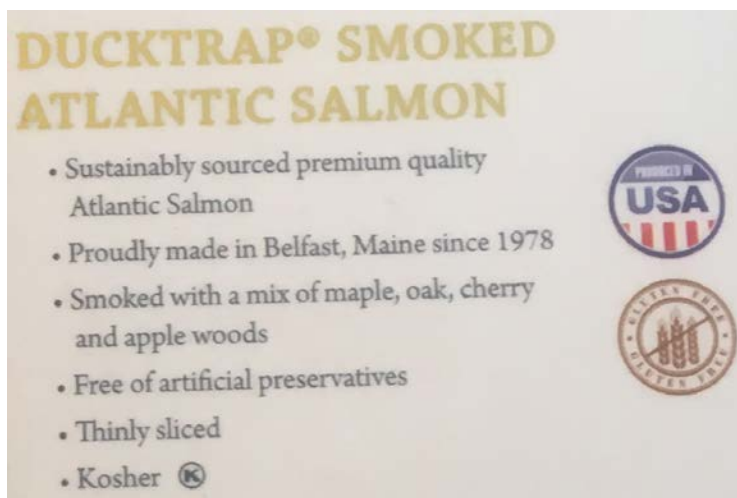 DUCKTRAP® SMOKED
ATLANTIC SALMON
• Sustainably sourced premium quality
Atlantic Salmon
• Proudly made in Belfast, Maine since 1978
• Smoked with a mix of maple, oak, cherry
and apple woods
• Free of artificial preservatives
• Thinly sliced
• Kosher K
PRODUCED IN
USA
GLUTEN FREE
GLUTEN FREE